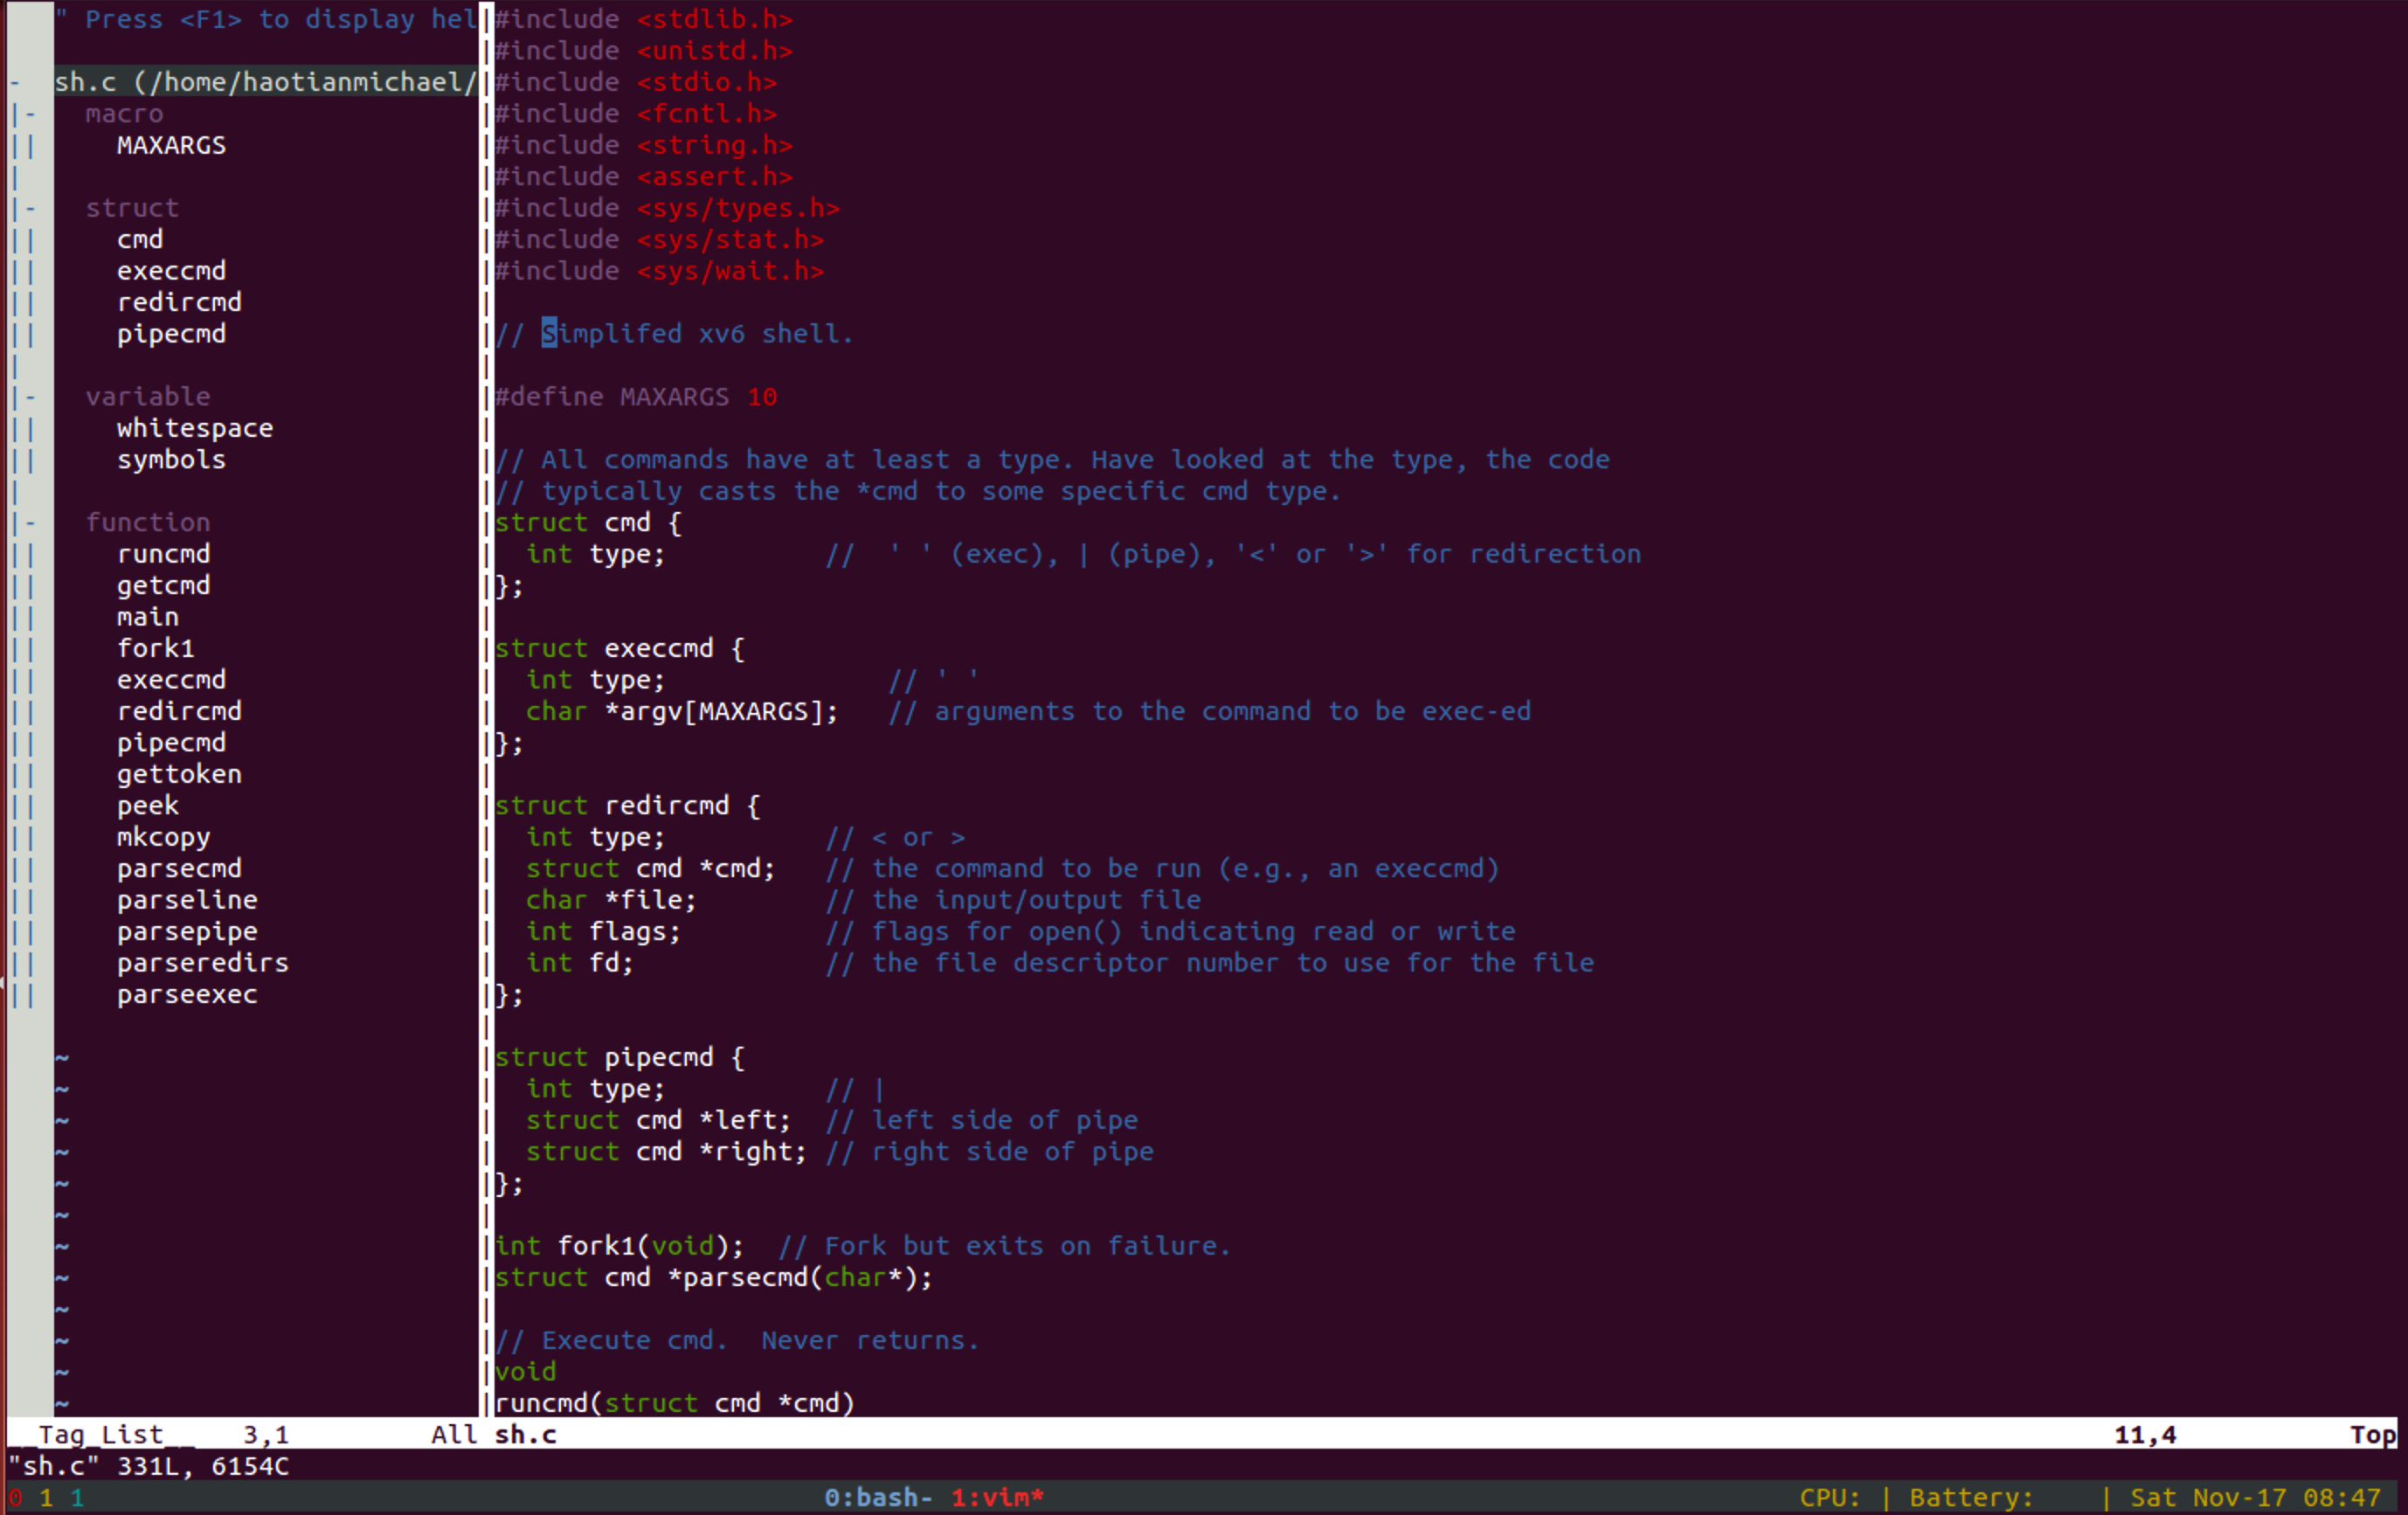 " Press <F1> to display hel
sh.c (/home/haotianmichael/
macro
MAXARGS
struct
cmd
execcmd
redircmd
pipecmd
variable
whitespace
symbols
function
runcmd
getcmd
main
fork1
execcmd
redircmd
pipecmd
gettoken
peek
mkcopy
parsecmd
parseline
parsepipe
parseredirs
parseexec
#include <stdlib.h>
#include <unistd.h>
#include <stdio.h>
#include <fcntl.h>
#include <string.h>
#include <assert.h>
#include <sys/types.h>
#include <sys/stat.h>
#include <sys/wait.h>
// Simplifed xv6 shell.
#define MAXARGS 10
// All commands have at least a type. Have looked at the type, the code
// typically casts the *cmd to some specific cmd type.
struct cmd {
  int type;          //  ' ' (exec), | (pipe), '<' or '>' for redirection
};
struct execcmd {
  int type;              // ' '
  char *argv[MAXARGS];   // arguments to the command to be exec-ed
};
struct redircmd {
  int type;          // < or >
  struct cmd *cmd;   // the command to be run (e.g., an execcmd)
  char *file;        // the input/output file
  int flags;         // flags for open() indicating read or write
  int fd;            // the file descriptor number to use for the file
};
struct pipecmd {
  int type;          // |
  struct cmd *left;  // left side of pipe
  struct cmd *right; // right side of pipe
};
int fork1(void);  // Fork but exits on failure.
struct cmd *parsecmd(char*);
// Execute cmd.  Never returns.
void
runcmd(struct cmd *cmd)
__Tag_List__   3,1         All sh.c 11,4 Top
"sh.c" 331L, 6154C
0 1 1 0:bash- 1:vim* CPU: | Battery: | Sat Nov-17 08:47